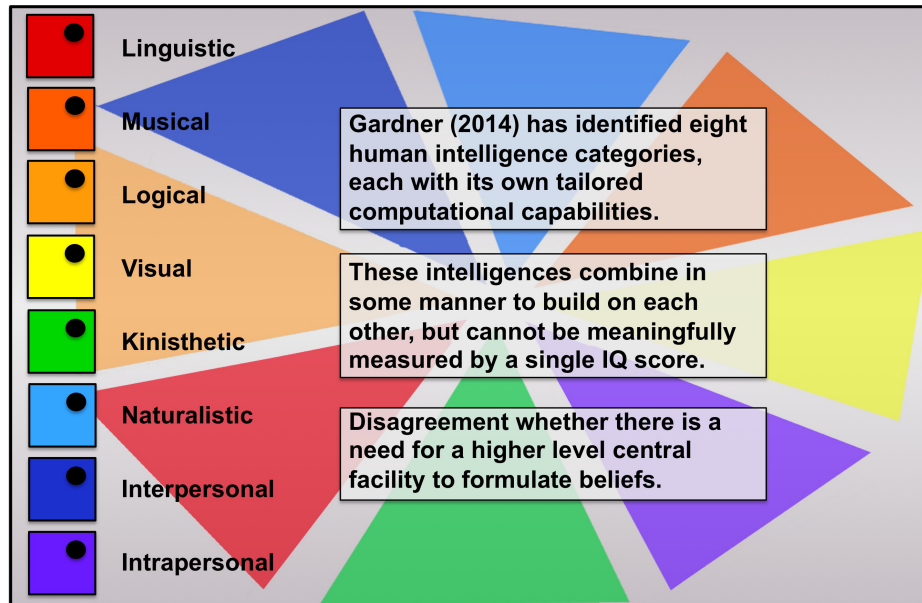 Linguistic
Musical
Logical
Visual
Kinisthetic
Naturalistic
Interpersonal
Intrapersonal
Gardner (2014) has identified eight
human intelligence categories,
each with its own tailored
computational capabilities.
These intelligences combine in
some manner to build on each
other, but cannot be meaningfully
measured by a single IQ score.
Disagreement whether there is a
need for a higher level central
facility to formulate beliefs.